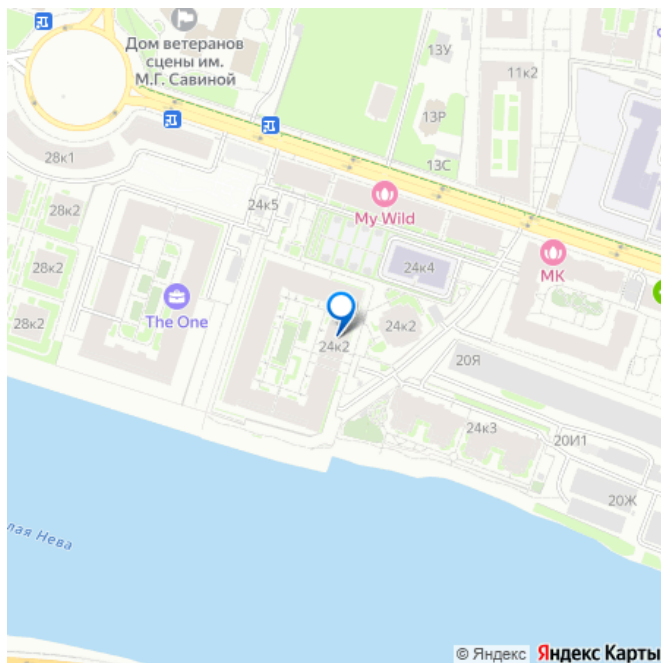 Дом ветеранов
сцены им.
М.Г. Савиной
13У
11к2
13Р
13С
28к1
My Wild
24к5
28к2
24к4
МК
28к2
The One
28к2
24к2
24к2
20Я
24к3
20И1
20Ж
лая Нева
© Яндекс Яндекс Карты